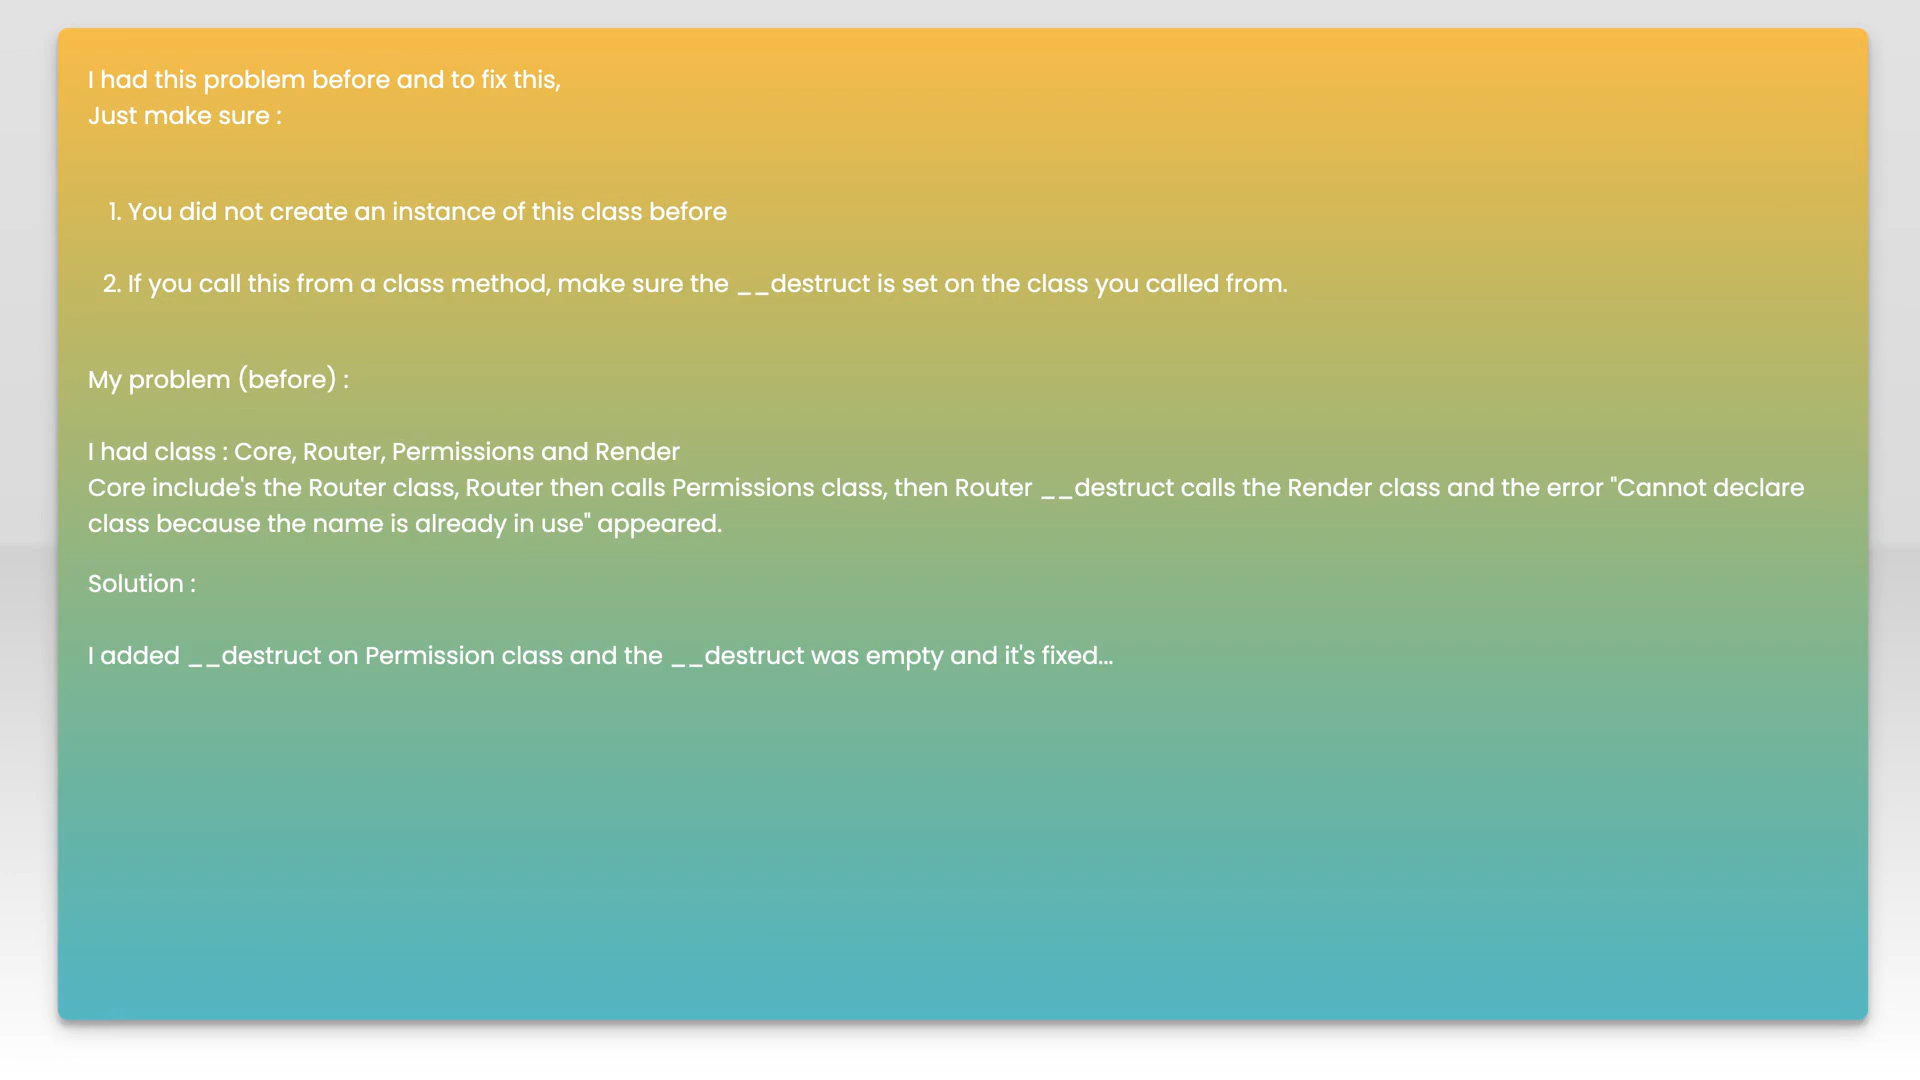 I had this problem before and to fix this,
Just make sure :
1. You did not create an instance of this class before
2. If you call this from a class method, make sure the __destruct is set on the class you called from.
My problem (before) :
I had class : Core, Router, Permissions and Render
Core include's the Router class, Router then calls Permissions class, then Router __destruct calls the Render class and the error "Cannot declare
class because the name is already in use" appeared.
Solution :
I added __destruct on Permission class and the __destruct was empty and it's fixed...